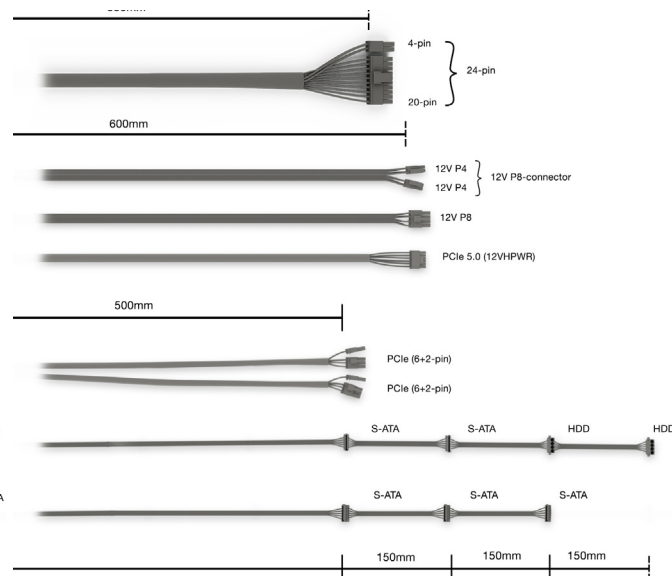 4-pin
24-pin
20-pin
600mm
12V P4
12V P8-connector
12V P4
12V P8
PCIe 5.0 (12VHPWR)
500mm
PCIe (6+2-pin)
PCIe (6+2-pin)
S-ATA S-ATA HDD HDD
S-ATA S-ATA S-ATA
150mm 150mm 150mm